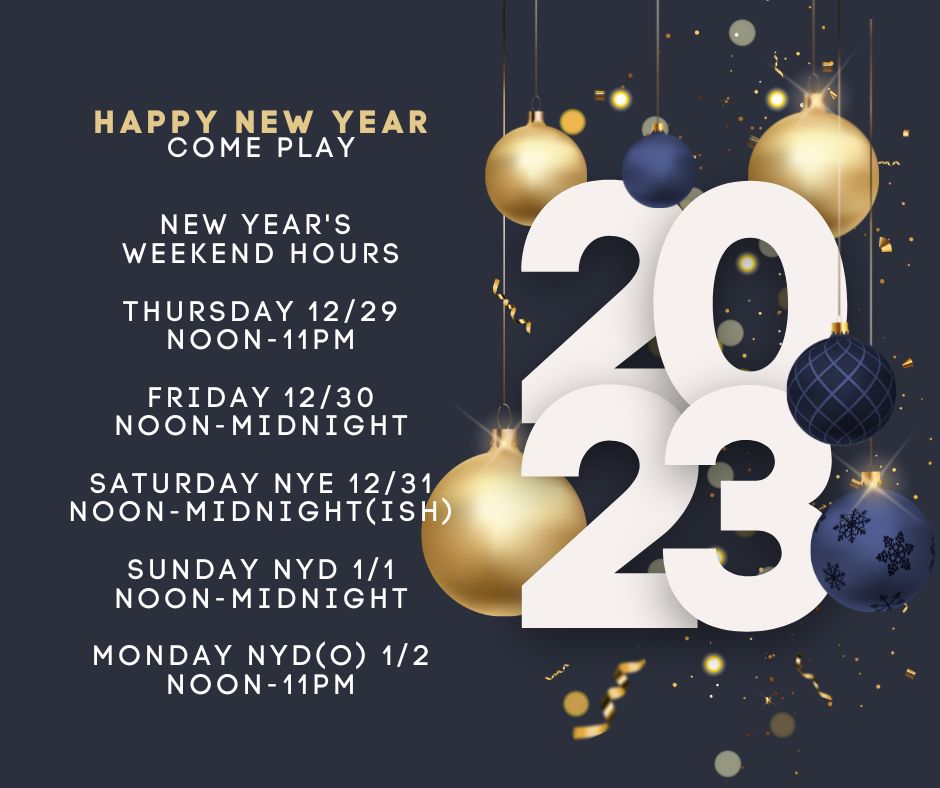 HAPPY NEW YEAR
COME PLAY
NEW YEAR'S
WEEKEND HOURS
THURSDAY 12/29
NOON-11PM
FRIDAY 12/30
NOON-MIDNIGHT
SATURDAY NYE 12/31
NOON-MIDNIGHT(ISH)
SUNDAY NYD 1/1
NOON-MIDNIGHT
MONDAY NYD(O) 1/2
NOON-11PM
20
23